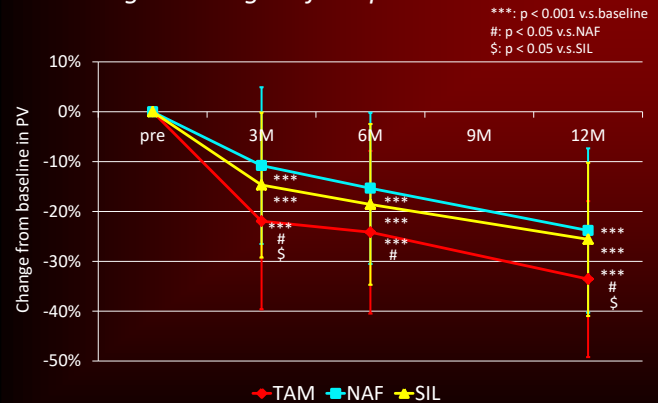 ***: p < 0.001 v.s.baseline
#: p < 0.05 v.s.NAF
$: p < 0.05 v.s.SIL
Change from baseline in PV
10%
0%
-10%
-20%
-30%
-40%
-50%
pre
3M
6M
9M
12M
***
***
***
#
$
***
***
***
#
***
***
***
#
$
TAM NAF SIL